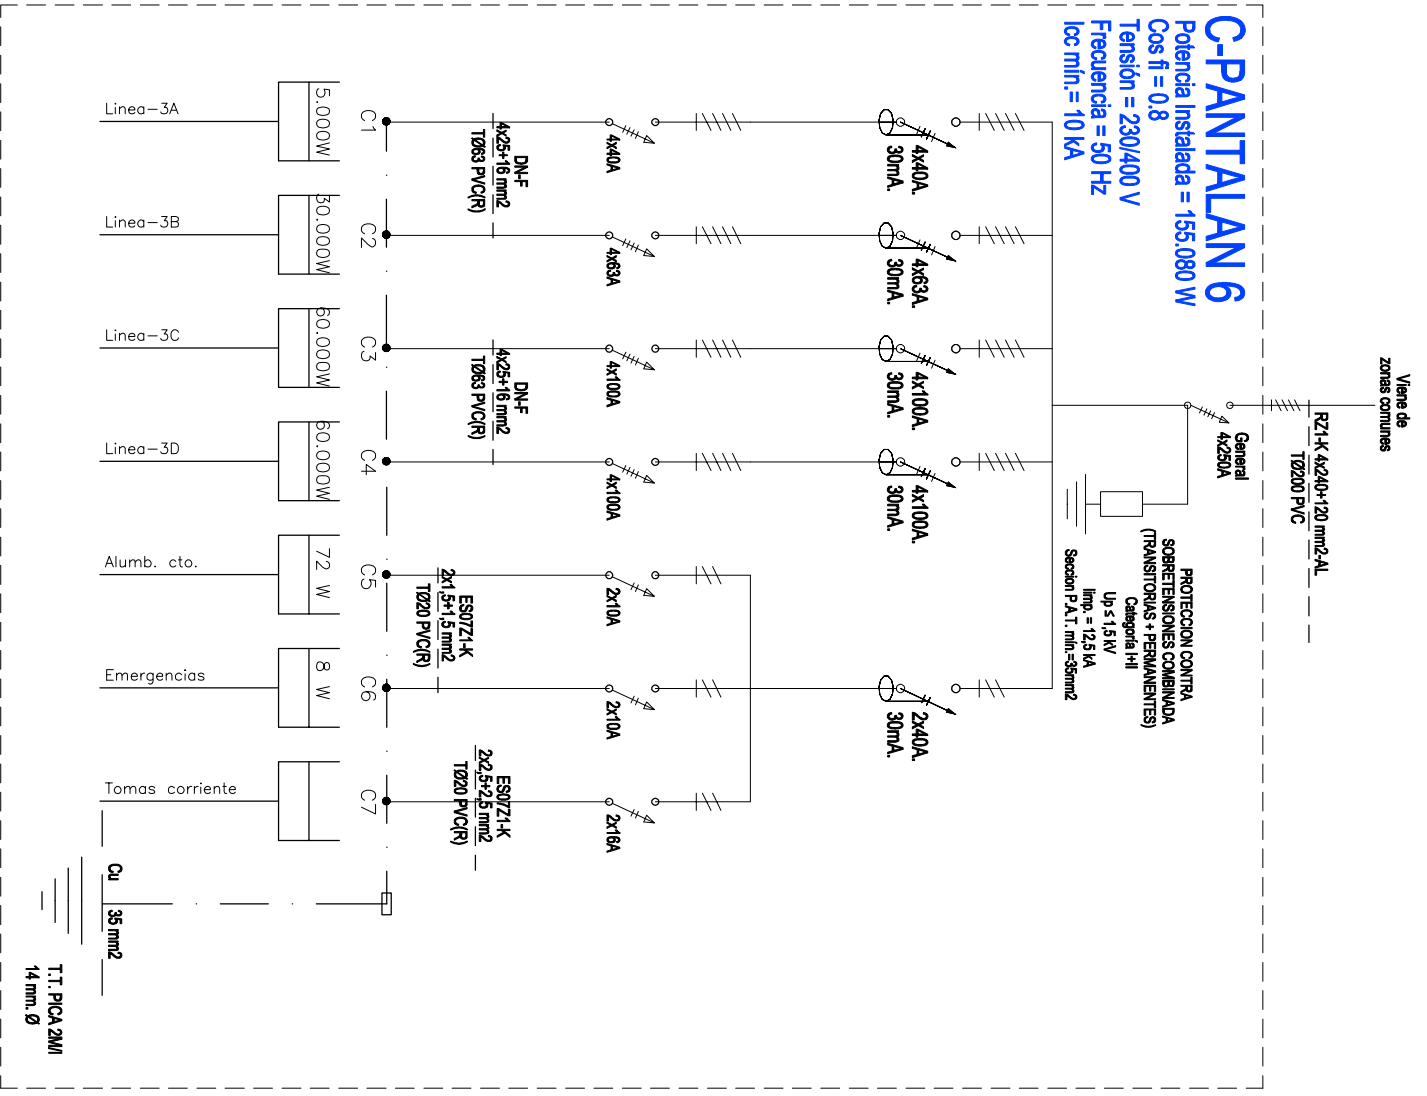 C-PANTALAN 6
Potencia Instalada = 155.080 W
Cos fi = 0.8
Tensión = 230/400 V
Frecuencia = 50 Hz
Icc mín.= 10 kA
Viene de
zonas comunes
RZ1-K 4x240+120 mm2-AL
TØ200 PVC
General
4x250A
PROTECCION CONTRA
SOBRETENSIONES COMBINADA
(TRANSITORIAS + PERMANENTES)
Categoría I+II
Up ≤ 1,5 kV
Iimp. = 12,5 kA
Seccion P.A.T. mín.=35mm2
4x40A.
30mA.
4x63A.
30mA.
4x100A.
30mA.
4x100A.
30mA.
2x40A.
30mA.
4x40A
4x63A
4x100A
4x100A
2x10A
2x10A
2x16A
DN-F
4x25+16 mm2
TØ63 PVC(R)
DN-F
4x25+16 mm2
TØ63 PVC(R)
ES07Z1-K
2x1,5+1,5 mm2
TØ20 PVC(R)
ES07Z1-K
2x2,5+2,5 mm2
TØ20 PVC(R)
C1
C2
C3
C4
C5
C6
C7
5.000W
30.000W
60.000W
60.000W
72 W
8 W
Linea-3A
Linea-3B
Linea-3C
Linea-3D
Alumb. cto.
Emergencias
Tomas corriente
Cu
35 mm2
T.T. PICA 2M/l
14 mm. Ø